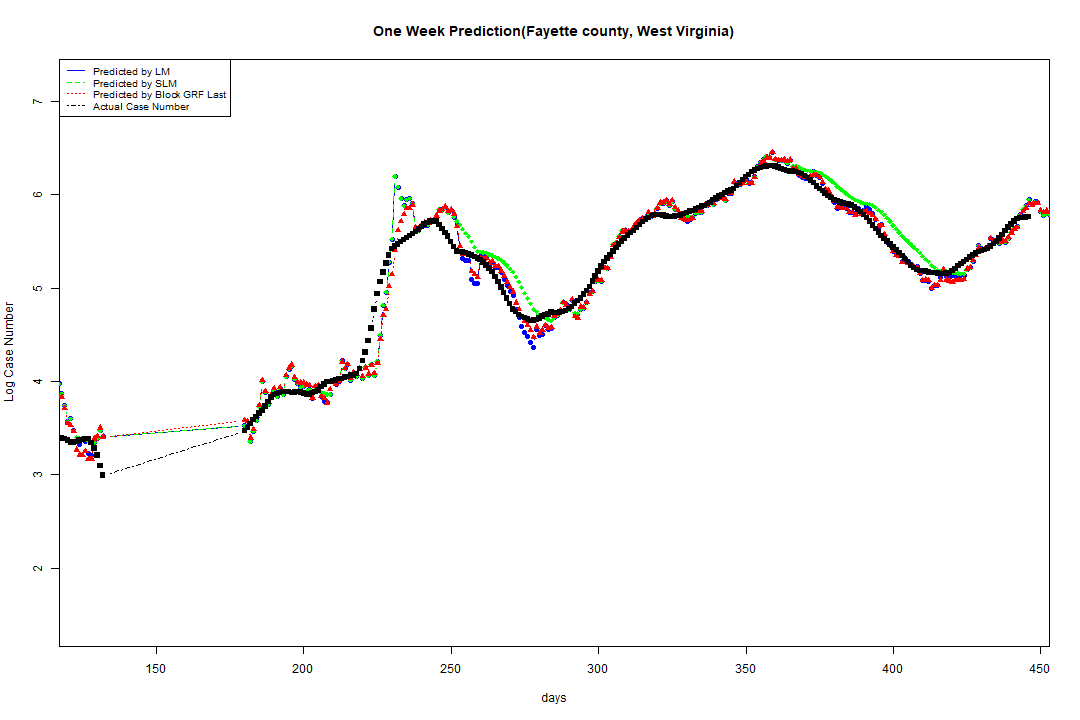 One Week Prediction(Fayette county, West Virginia)
Predicted by LM
Predicted by SLM
Predicted by Block GRF Last
Actual Case Number
7
6
5
4
3
2
Log Case Number
150 200 250 300 350 400 450
days